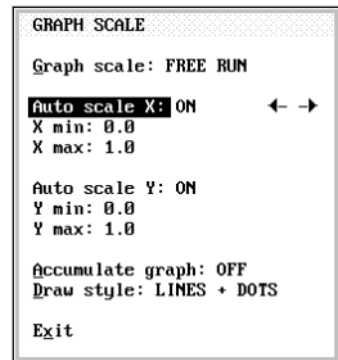 GRAPH SCALE
Graph scale: FREE RUN
Auto scale X: ON
X min: 0.0
X max: 1.0
Auto scale Y: ON
Y min: 0.0
Y max: 1.0
Accumulate graph: OFF
Draw style: LINES + DOTS
Exit